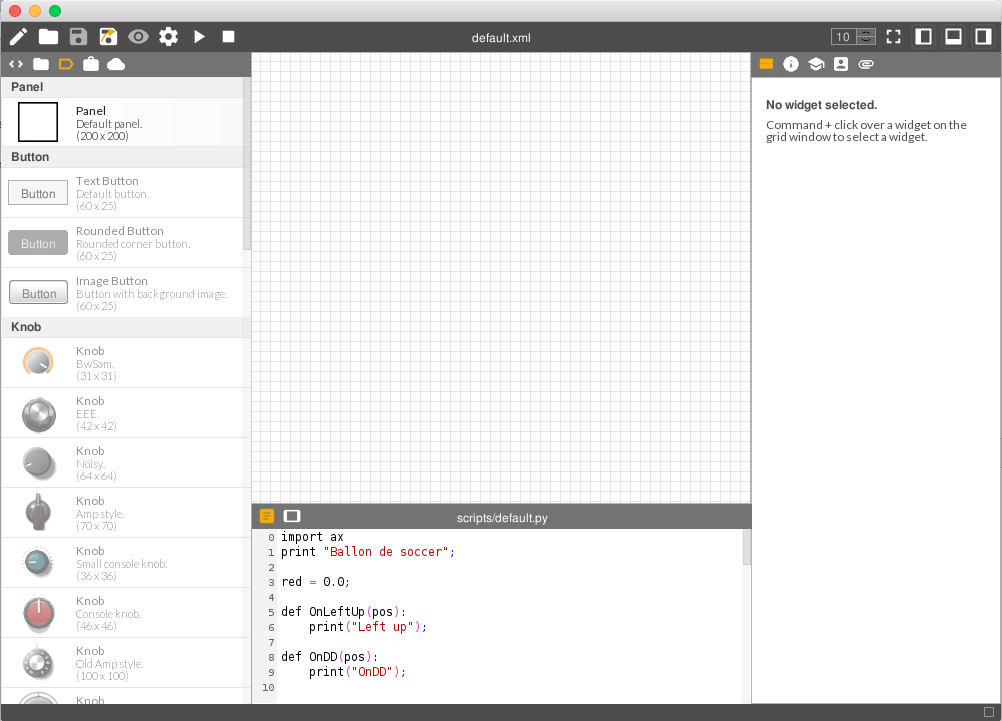 default.xml
10
Panel
Panel
Default panel.
(200 x 200)
Button
Button
Text Button
Default button.
(60 x 25)
Button
Rounded Button
Rounded corner button.
(60 x 25)
Button
Image Button
Button with background image.
(60 x 25)
Knob
Knob
BwSam.
(31 x 31)
Knob
EEE.
(42 x 42)
Knob
Noisy.
(64 x 64)
Knob
Amp style.
(70 x 70)
Knob
Small console knob.
(36 x 36)
Knob
Console knob.
(46 x 46)
Knob
Old Amp style.
(100 x 100)
Knob
scripts/default.py
0 import ax
1 print "Ballon de soccer";
2
3 red = 0.0;
4
5 def OnLeftUp(pos):
6     print("Left up");
7
8 def OnDD(pos):
9     print("OnDD");
10
No widget selected.
Command + click over a widget on the
grid window to select a widget.